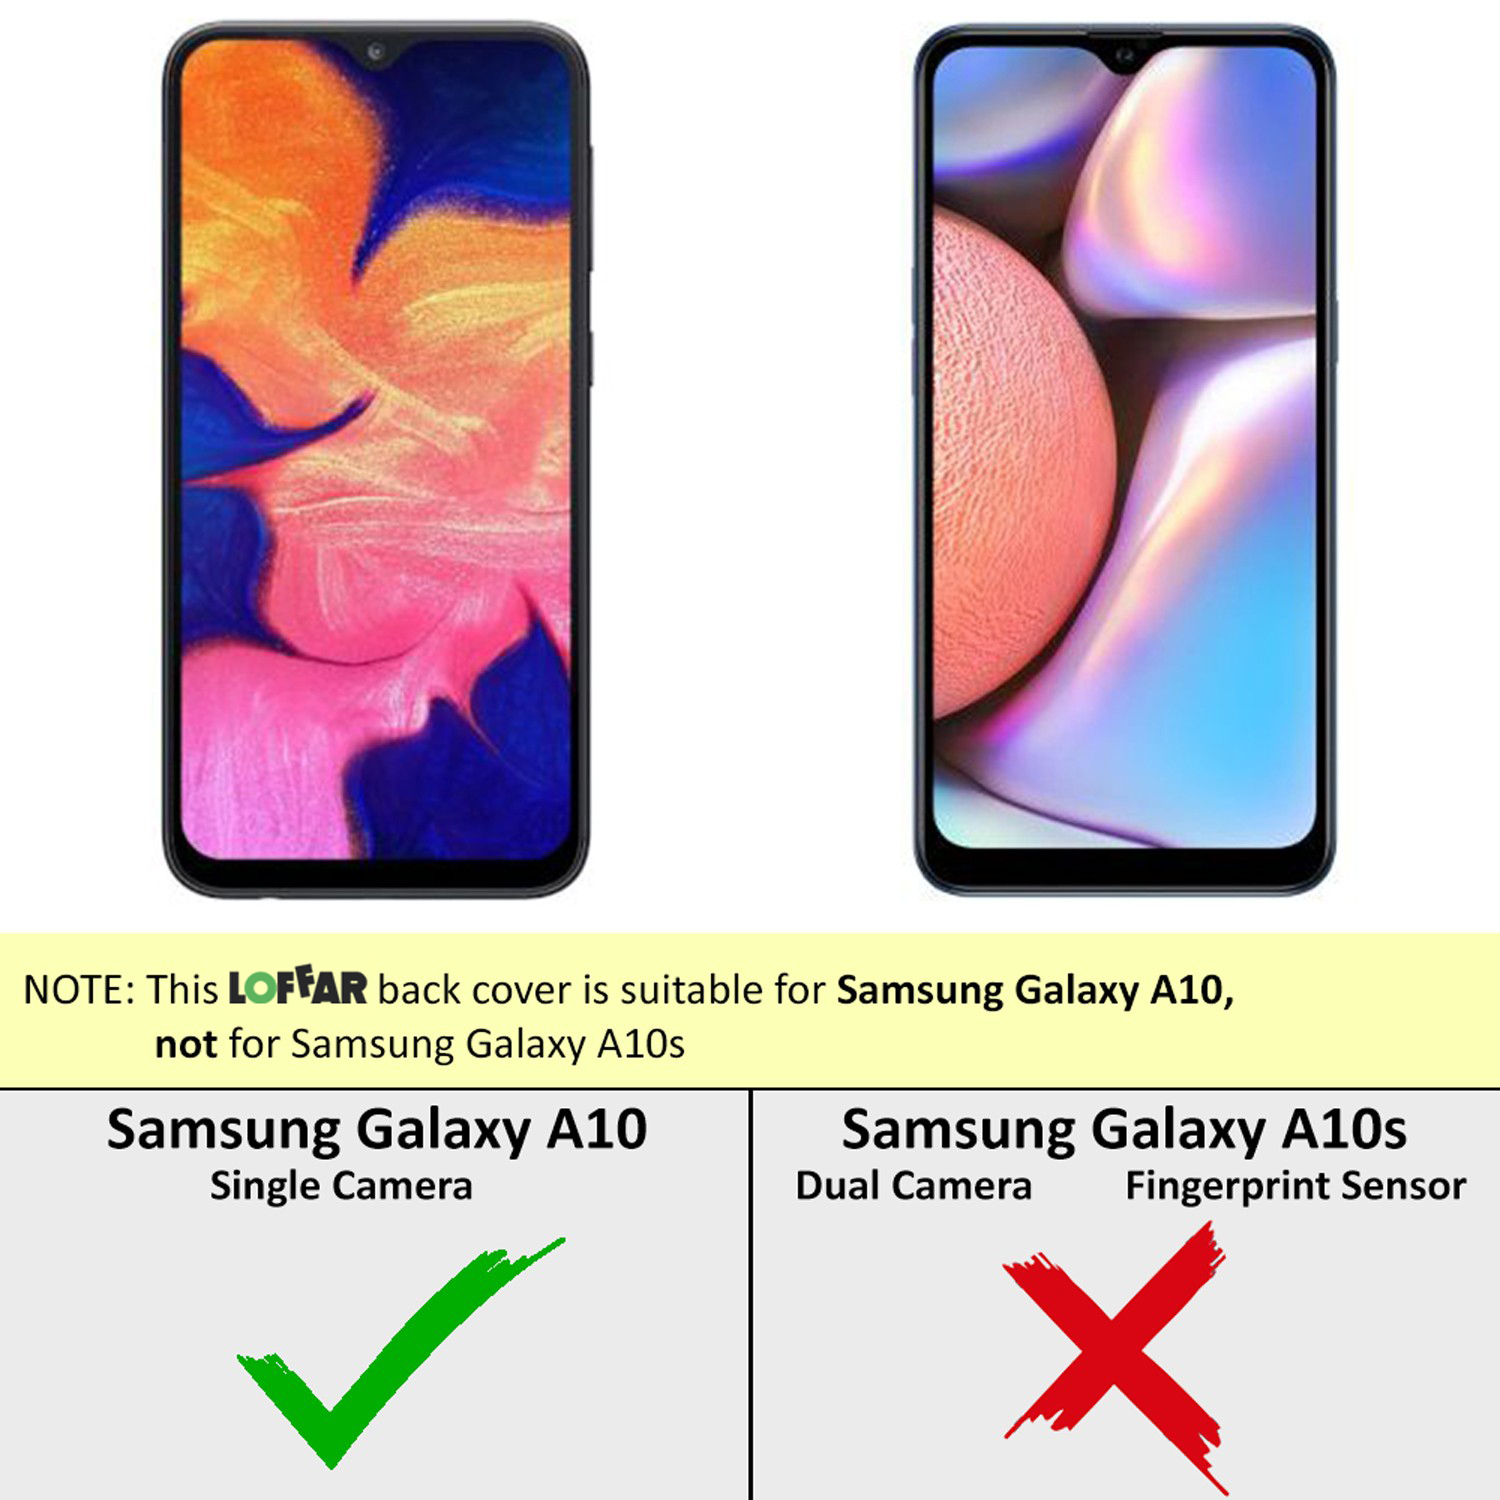 NOTE: This LOFFAR back cover is suitable for Samsung Galaxy A10,
not for Samsung Galaxy A10s
Samsung Galaxy A10
Single Camera
Samsung Galaxy A10s
Dual Camera Fingerprint Sensor